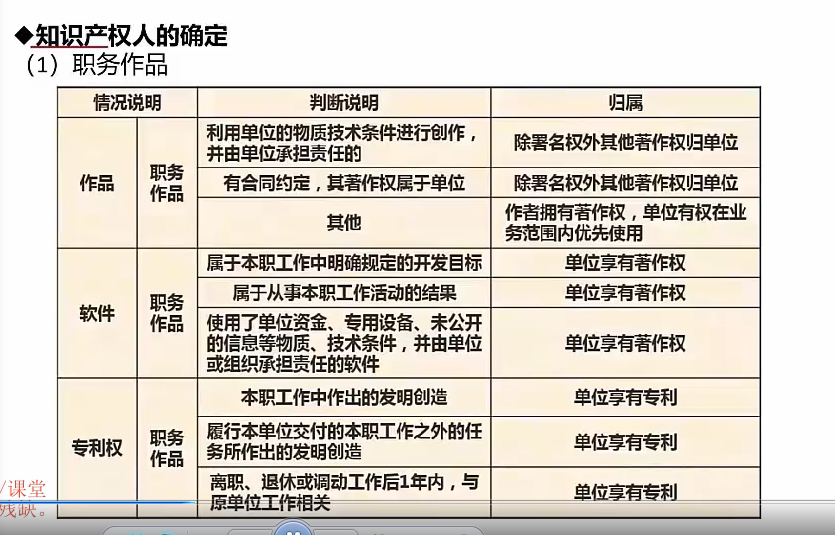 ◆知识产权人的确定
（1）职务作品
情况说明 判断说明 归属
作品 职务作品 利用单位的物质技术条件进行创作，并由单位承担责任的 除署名权外其他著作权归单位
有合同约定，其著作权属于单位 除署名权外其他著作权归单位
其他 作者拥有著作权，单位有权在业务范围内优先使用
软件 职务作品 属于本职工作中明确规定的开发目标 单位享有著作权
属于从事本职工作活动的结果 单位享有著作权
使用了单位资金、专用设备、未公开的信息等物质、技术条件，并由单位或组织承担责任的软件 单位享有著作权
专利权 职务作品 本职工作中作出的发明创造 单位享有专利
履行本单位交付的本职工作之外的任务所作出的发明创造 单位享有专利
离职、退休或调动工作后1年内，与原单位工作相关 单位享有专利
/课堂
残缺。